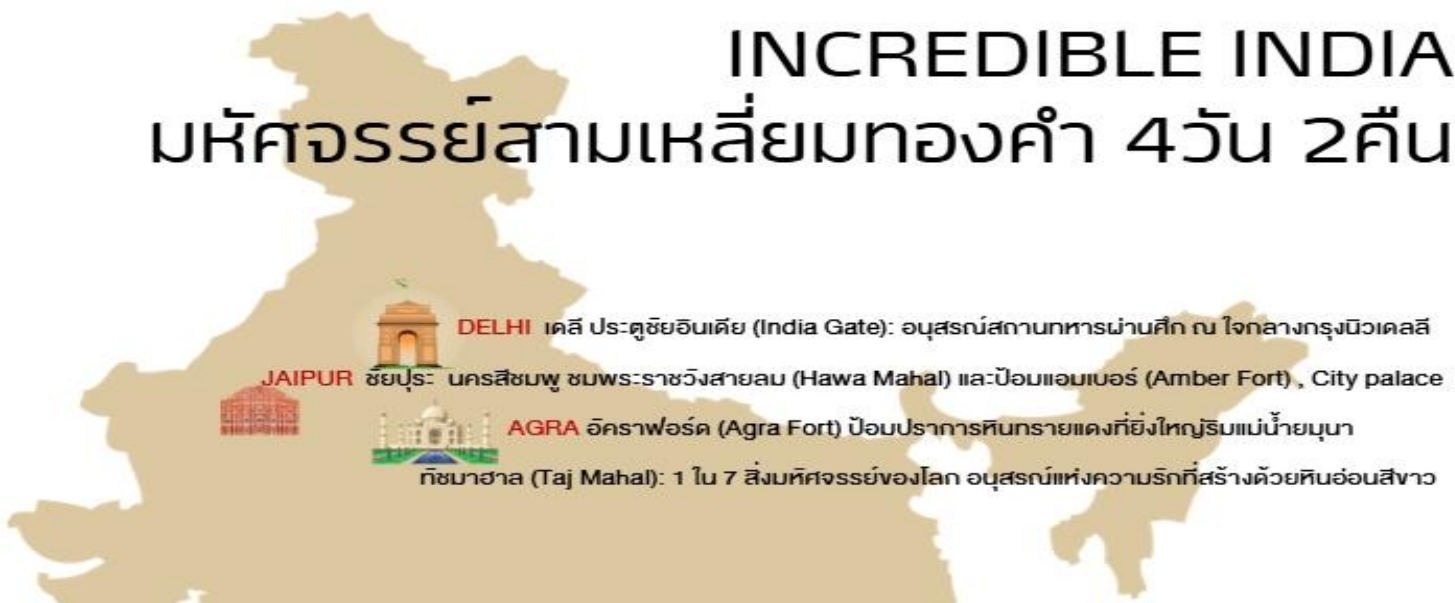 INCREDIBLE INDIA
มหัศจรรย์สามเหลี่ยมทองคำ 4วัน 2คืน
DELHI เดลี ประตูชัยอินเดีย (India Gate): อนุสรณ์สถานทหารผ่านศึก ณ ใจกลางกรุงนิวเดลลี
JAIPUR ชัยปุระ นครสีชมพู ชมพระราชวังสายลม (Hawa Mahal) และป้อมแอมเบอร์ (Amber Fort) , City palace
AGRA อัคราฟอร์ด (Agra Fort) ป้อมปราการหินทรายแดงที่ยิ่งใหญ่ริมแม่น้ำยมุนา
ทัชมาฮาล (Taj Mahal): 1 ใน 7 สิ่งมหัศจรรย์ของโลก อนุสรณ์แห่งความรักที่สร้างด้วยหินอ่อนสีขาว